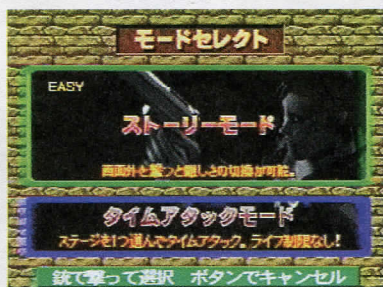 モードセレクト
EASY
ストーリーモード
画面外を撃つと難しさの切換が可能。
タイムアタックモード
ステージを1つ選んでタイムアタック。ライフ制限なし!
銃で撃って選択 ボタンでキャンセル